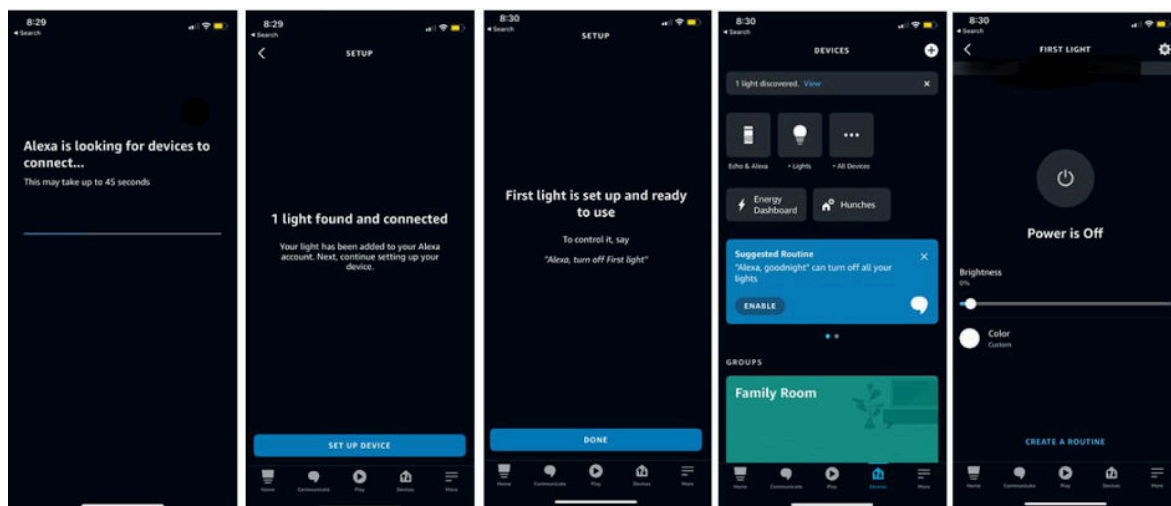 8:29
◂ Search
Alexa is looking for devices to
connect...
This may take up to 45 seconds
8:29
◂ Search
SETUP
1 light found and connected
Your light has been added to your Alexa
account. Next, continue setting up your
device.
SET UP DEVICE
Home Communicate Play Devices More
8:30
◂ Search
SETUP
First light is set up and ready
to use
To control it, say
"Alexa, turn off First light"
DONE
Home Communicate Play Devices More
8:30
◂ Search
DEVICES
1 light discovered. View
Echo & Alexa • Lights • All Devices
Energy
Dashboard
Hunches
Suggested Routine
"Alexa, goodnight" can turn off all your
lights
ENABLE
GROUPS
Family Room
Home Communicate Play Devices More
8:30
◂ Search
FIRST LIGHT
Power is Off
Brightness
0%
Color
Custom
CREATE A ROUTINE
Home Communicate Play Devices More